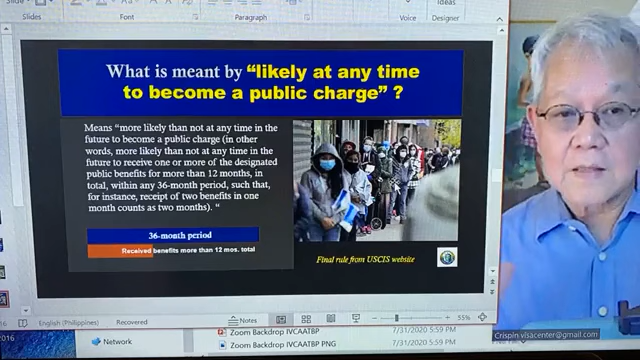 Slides
Font
Paragraph
Voice
Ideas
Designer
What is meant by “likely at any time
to become a public charge” ?
Means “more likely than not at any time in the
future to become a public charge (in other
words, more likely than not at any time in the
future to receive one or more of the designated
public benefits for more than 12 months, in
total, within any 36-month period, such that,
for instance, receipt of two benefits in one
month counts as two months). “
36-month period
Received benefits more than 12 mos. total
Final rule from USCIS website
16
English (Philippines)
Recovered
Notes
55%
2016
Network
Zoom Backdrop IVCAATBP
7/31/2020 5:59 PM
Zoom Backdrop IVCAATBP PNG
7/31/2020 5:59 PM
Crispin visacenter@gmail.com